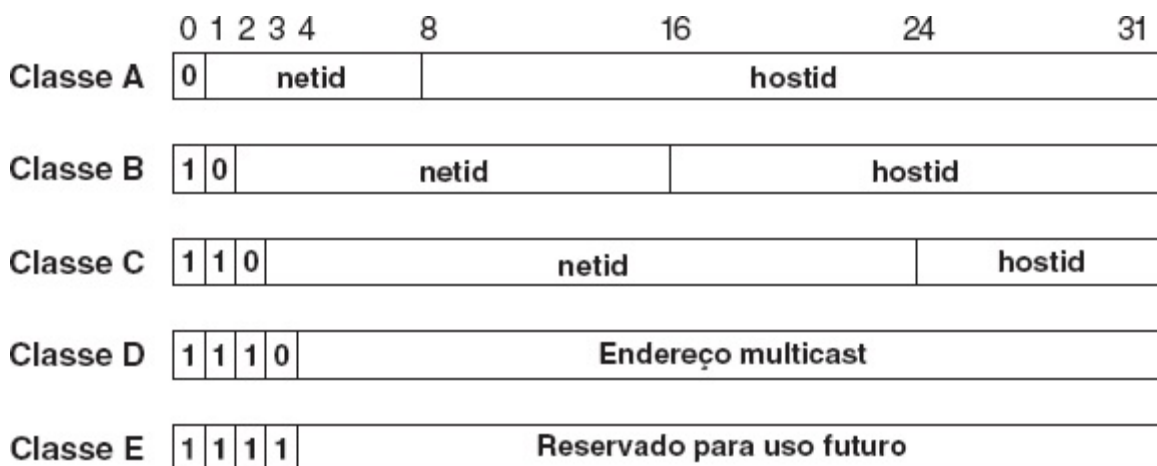 0 1 2 3 4 8 16 24 31
Classe A 0 netid hostid
Classe B 1 0 netid hostid
Classe C 1 1 0 netid hostid
Classe D 1 1 1 0 Endereço multicast
Classe E 1 1 1 1 Reservado para uso futuro